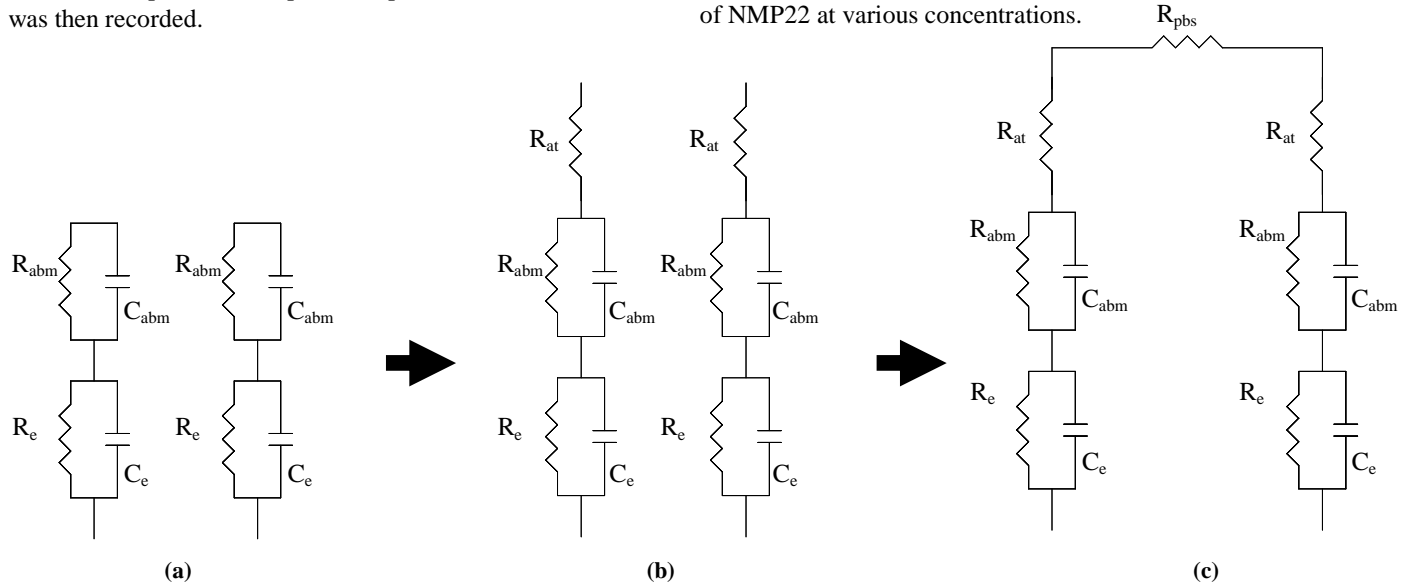 was then recorded.
of NMP22 at various concentrations.
R_pbs
R_at
R_at
R_at
R_at
R_abm
R_abm
C_abm
C_abm
R_e
R_e
C_e
C_e
R_abm
R_abm
C_abm
C_abm
R_e
R_e
C_e
C_e
R_abm
R_abm
C_abm
C_abm
R_e
R_e
C_e
C_e
(a)
(b)
(c)